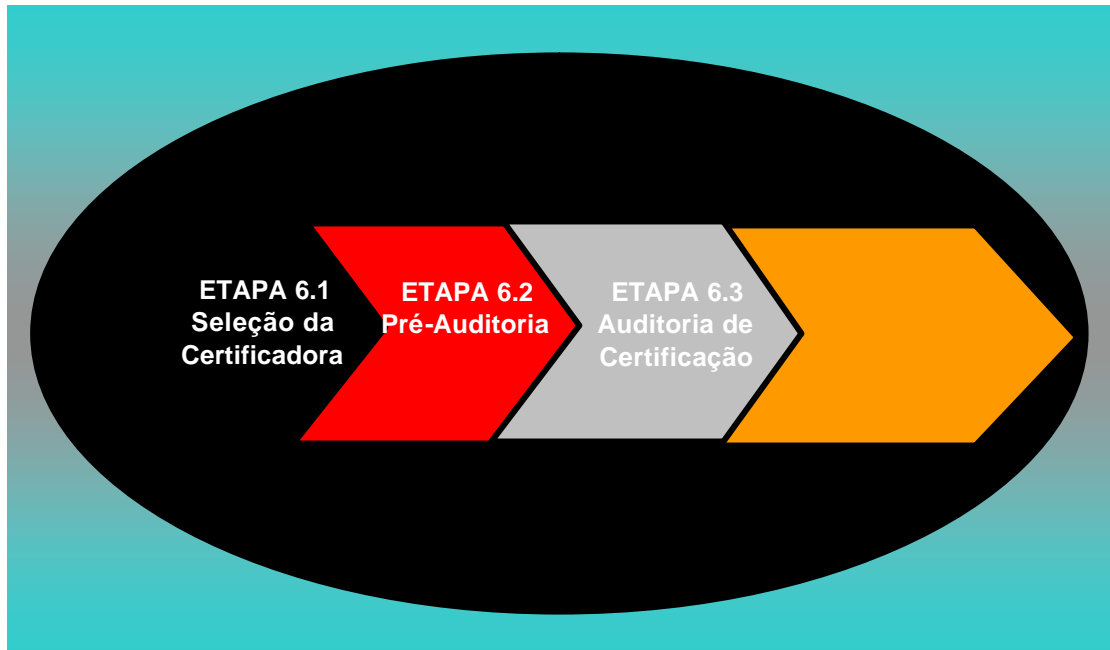 ETAPA 6.1
Seleção da
Certificadora
ETAPA 6.2
Pré-Auditoria
ETAPA 6.3
Auditoria de
Certificação